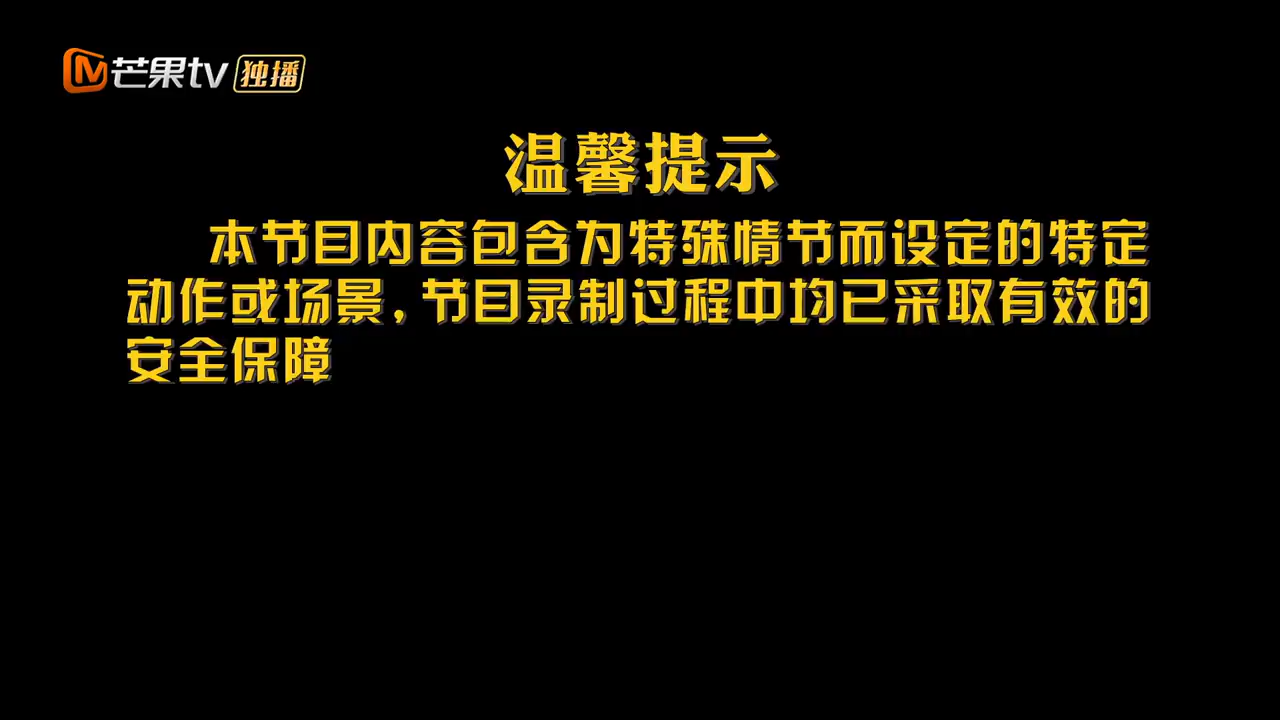 芒果tv 独播
温馨提示
本节目内容包含为特殊情节而设定的特定
动作或场景,节目录制过程中均已采取有效的
安全保障